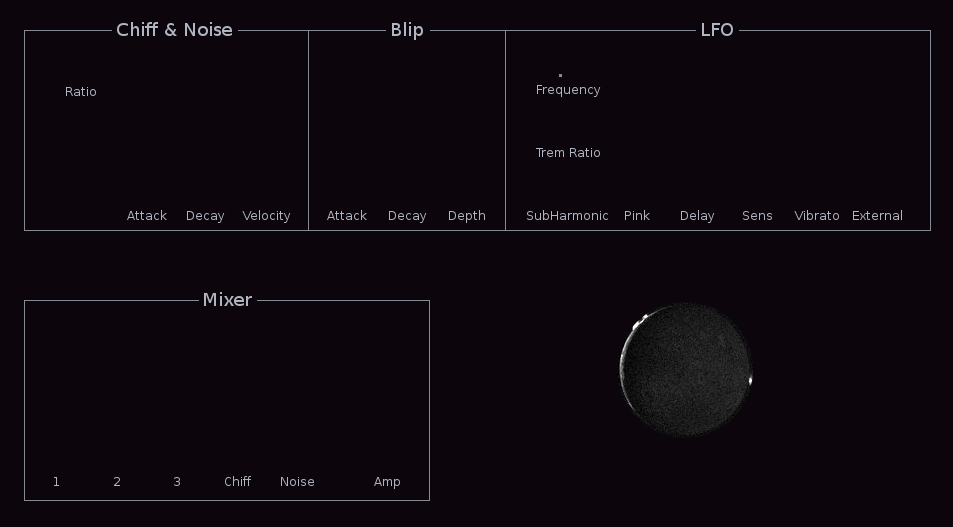 Chiff & Noise
Blip
LFO
Ratio
Frequency
Trem Ratio
Attack Decay Velocity
Attack Decay Depth
SubHarmonic Pink Delay Sens Vibrato External
Mixer
1 2 3 Chiff Noise Amp